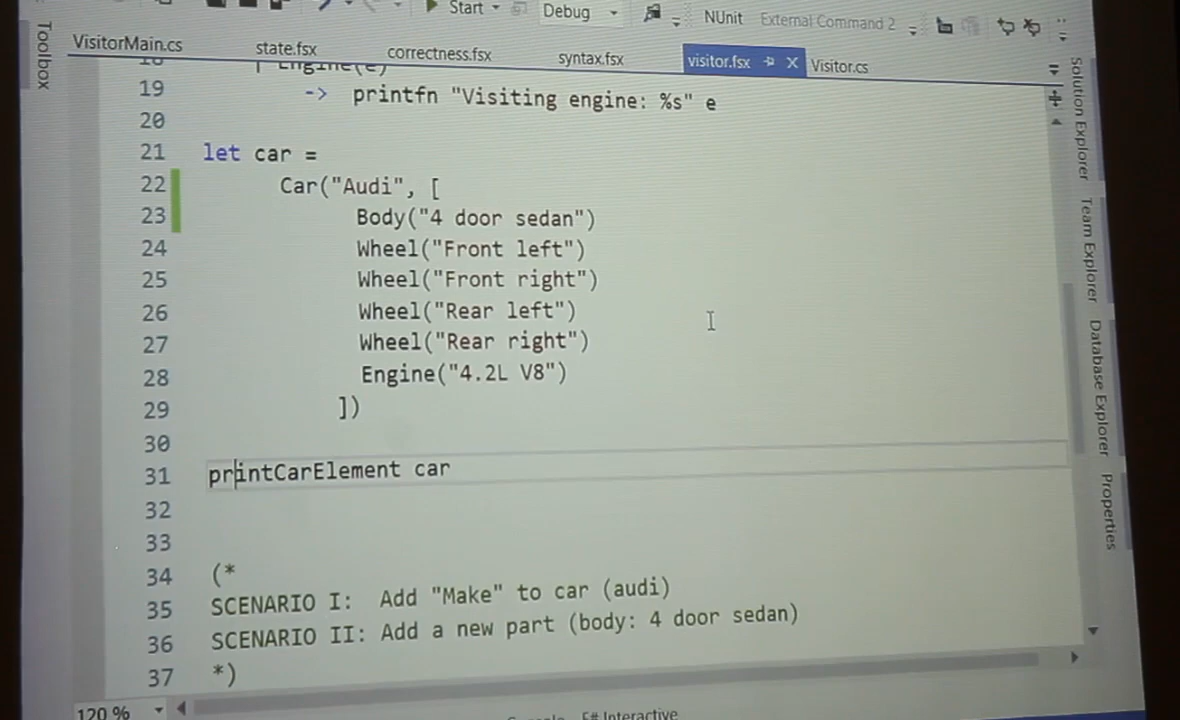 Start Debug NUnit External Command 2
VisitorMain.cs state.fsx correctness.fsx syntax.fsx visitor.fsx Visitor.cs
Toolbox
Solution Explorer
Team Explorer
Database Explorer
Properties
18 | Engine(e)
19 -> printfn "Visiting engine: %s" e
20
21 let car =
22 Car("Audi", [
23 Body("4 door sedan")
24 Wheel("Front left")
25 Wheel("Front right")
26 Wheel("Rear left")
27 Wheel("Rear right")
28 Engine("4.2L V8")
29 ])
30
31 printCarElement car
32
33
34 (*
35 SCENARIO I: Add "Make" to car (audi)
36 SCENARIO II: Add a new part (body: 4 door sedan)
37 *)
120 %
F# Interactive